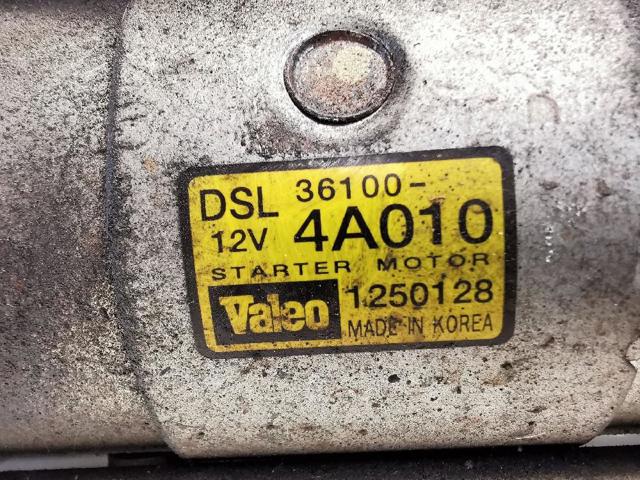 DSL 36100-
12V 4A010
STARTER MOTOR
Valeo 1250128
MADE IN KOREA